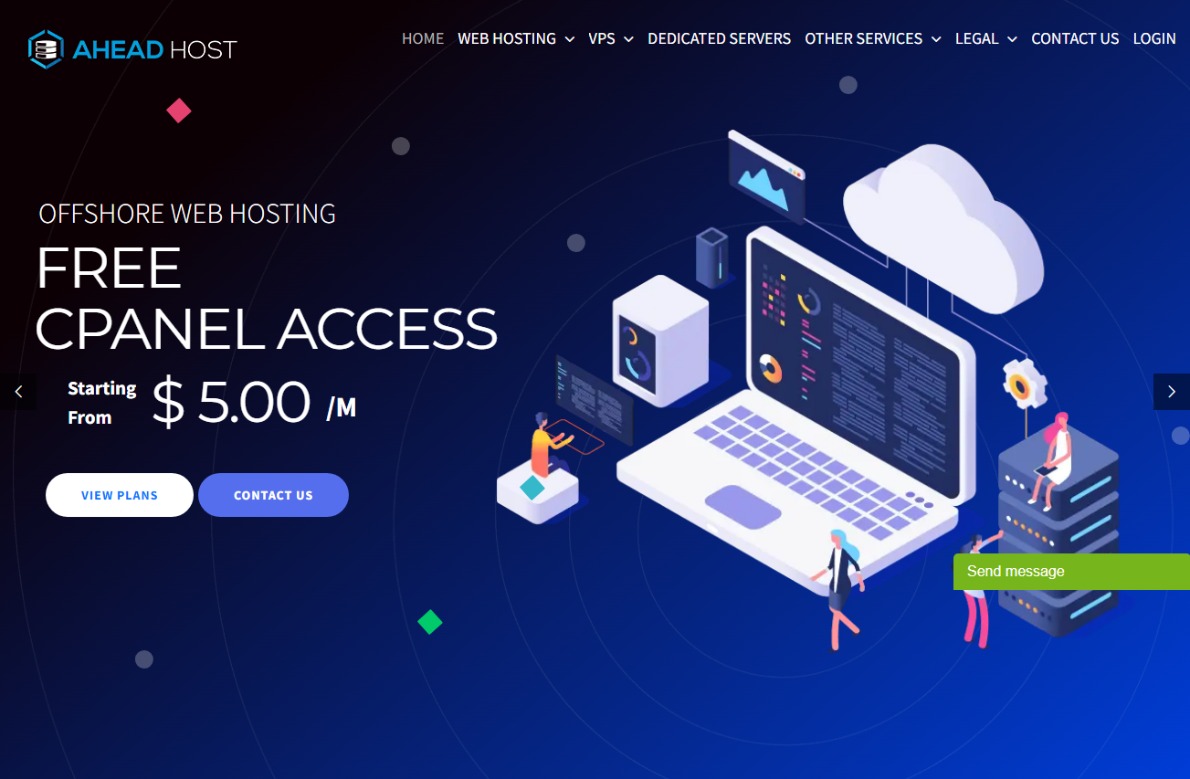 AHEAD HOST
HOME WEB HOSTING VPS DEDICATED SERVERS OTHER SERVICES LEGAL CONTACT US LOGIN
OFFSHORE WEB HOSTING
FREE
CPANEL ACCESS
Starting From $ 5.00 /M
VIEW PLANS CONTACT US
Send message